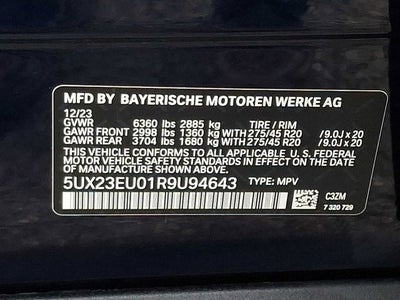 MFD BY BAYERISCHE MOTOREN WERKE AG
12/23
GVWR 6360 lbs 2885 kg TIRE / RIM
GAWR FRONT 2998 lbs 1360 kg WITH 275/45 R20 /9.0J x 20
GAWR REAR 3704 lbs 1680 kg WITH 275/45 R20 /9.0J x 20
THIS VEHICLE CONFORMS TO ALL APPLICABLE U. S. FEDERAL
MOTOR VEHICLE SAFETY STANDARDS IN EFFECT ON THE DATE
OF MANUFACTURE SHOWN ABOVE.
5UX23EU01R9U94643 TYPE: MPV
C3ZM
7 320 729